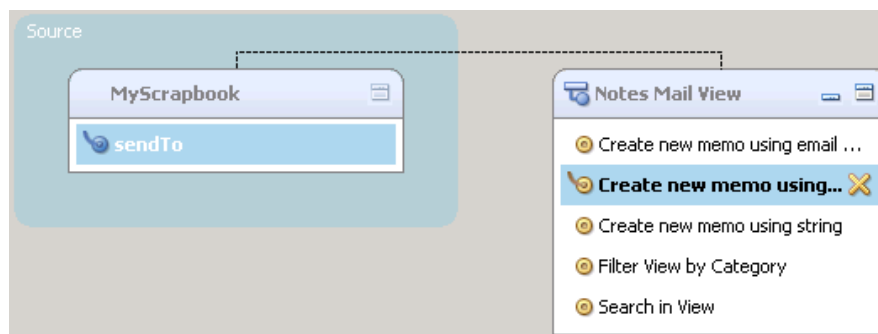 Source
MyScrapbook
sendTo
Notes Mail View
Create new memo using email ...
Create new memo using...
Create new memo using string
Filter View by Category
Search in View